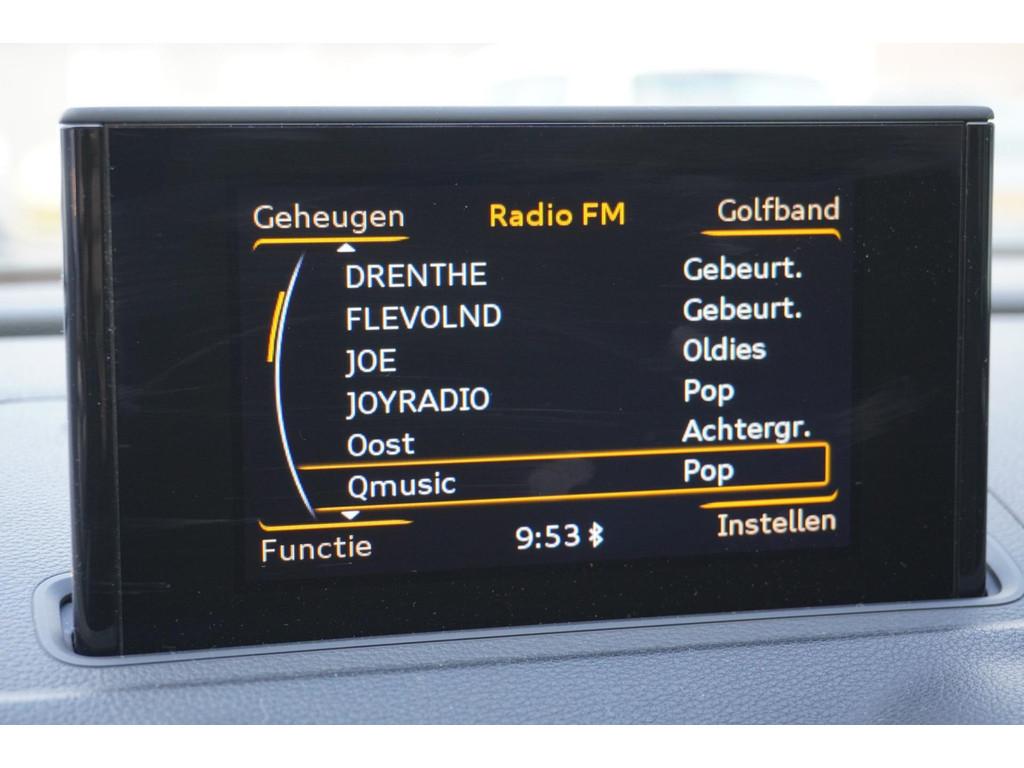 Geheugen Radio FM Golfband
DRENTHE Gebeurt.
FLEVOLND Gebeurt.
JOE Oldies
JOYRADIO Pop
Oost Achtergr.
Qmusic Pop
Functie 9:53 Instellen